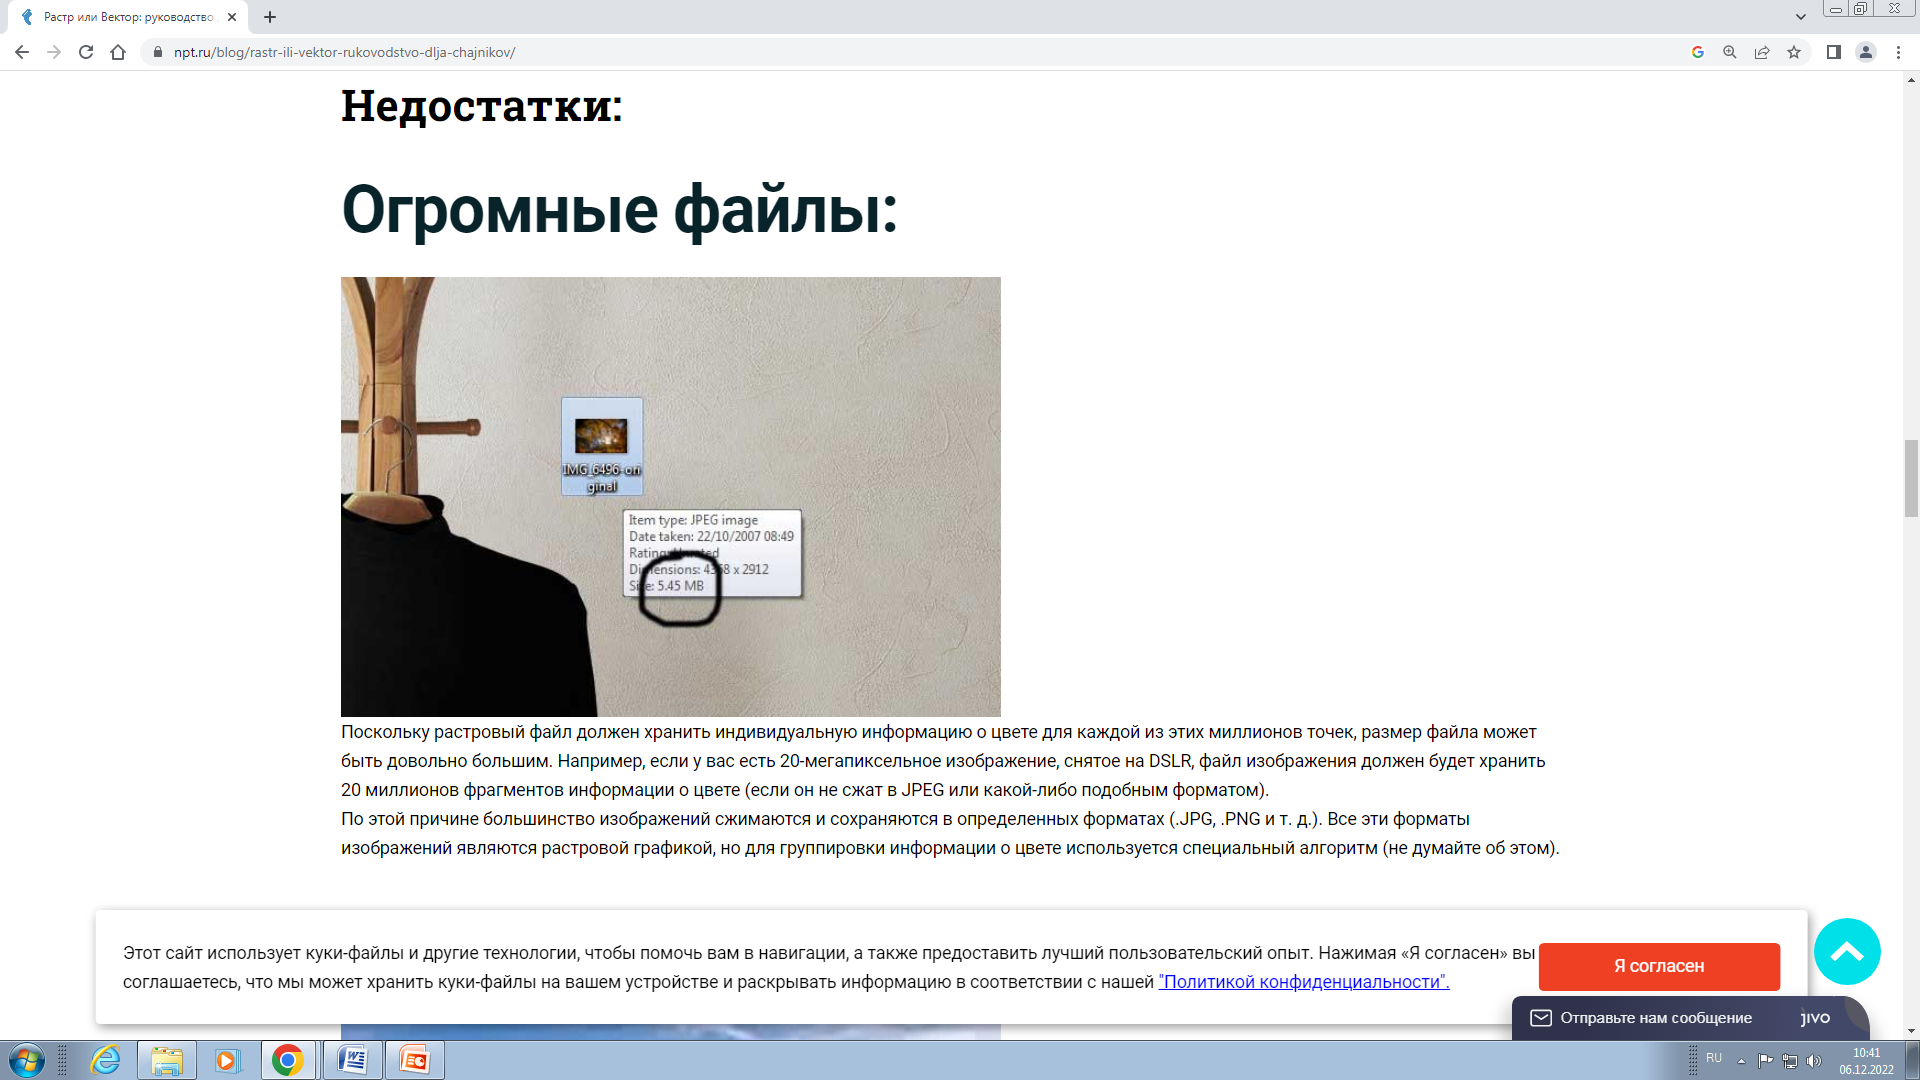 Растр или Вектор: руководство
npt.ru/blog/rastr-ili-vektor-rukovodstvo-dlja-chajnikov/
Недостатки:
Огромные файлы:
IMG_6496-ori
ginal
Item type: JPEG image
Date taken: 22/10/2007 08:49
Rating: Unrated
Dimensions: 4368 x 2912
Size: 5.45 MB
Поскольку растровый файл должен хранить индивидуальную информацию о цвете для каждой из этих миллионов точек, размер файла может
быть довольно большим. Например, если у вас есть 20-мегапиксельное изображение, снятое на DSLR, файл изображения должен будет хранить
20 миллионов фрагментов информации о цвете (если он не сжат в JPEG или какой-либо подобным форматом).
По этой причине большинство изображений сжимаются и сохраняются в определенных форматах (.JPG, .PNG и т. д.). Все эти форматы
изображений являются растровой графикой, но для группировки информации о цвете используется специальный алгоритм (не думайте об этом).
Этот сайт использует куки-файлы и другие технологии, чтобы помочь вам в навигации, а также предоставить лучший пользовательский опыт. Нажимая «Я согласен» вы
соглашаетесь, что мы может хранить куки-файлы на вашем устройстве и раскрывать информацию в соответствии с нашей "Политикой конфиденциальности".
Я согласен
Отправьте нам сообщение
jivo
RU
10:41
06.12.2022